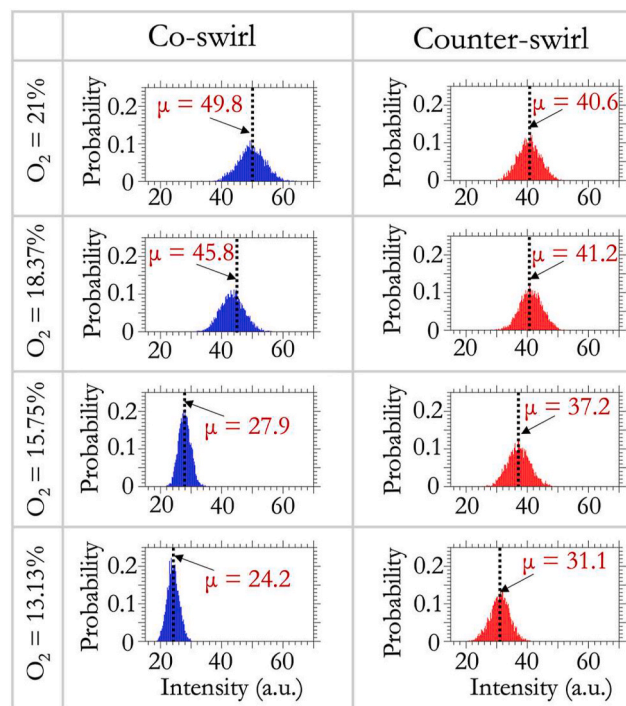 Co-swirl
Counter-swirl
O₂ = 21%
Probability
0.2
0.1
0
μ = 49.8
20
40
60
Probability
0.2
0.1
0
μ = 40.6
20
40
60
O₂ = 18.37%
Probability
0.2
0.1
0
μ = 45.8
20
40
60
Probability
0.2
0.1
0
μ = 41.2
20
40
60
O₂ = 15.75%
Probability
0.2
0.1
0
μ = 27.9
20
40
60
Probability
0.2
0.1
0
μ = 37.2
20
40
60
O₂ = 13.13%
Probability
0.2
0.1
0
μ = 24.2
20
40
60
Intensity (a.u.)
Probability
0.2
0.1
0
μ = 31.1
20
40
60
Intensity (a.u.)